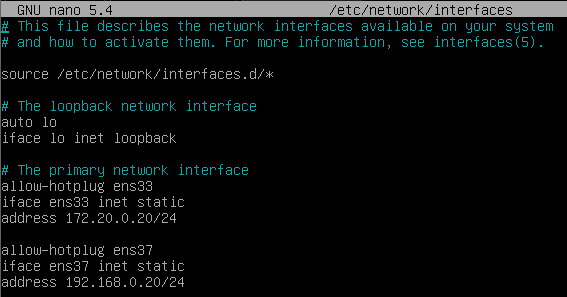 GNU nano 5.4 /etc/network/interfaces
# This file describes the network interfaces available on your system
# and how to activate them. For more information, see interfaces(5).
source /etc/network/interfaces.d/*
# The loopback network interface
auto lo
iface lo inet loopback
# The primary network interface
allow-hotplug ens33
iface ens33 inet static
address 172.20.0.20/24
allow-hotplug ens37
iface ens37 inet static
address 192.168.0.20/24